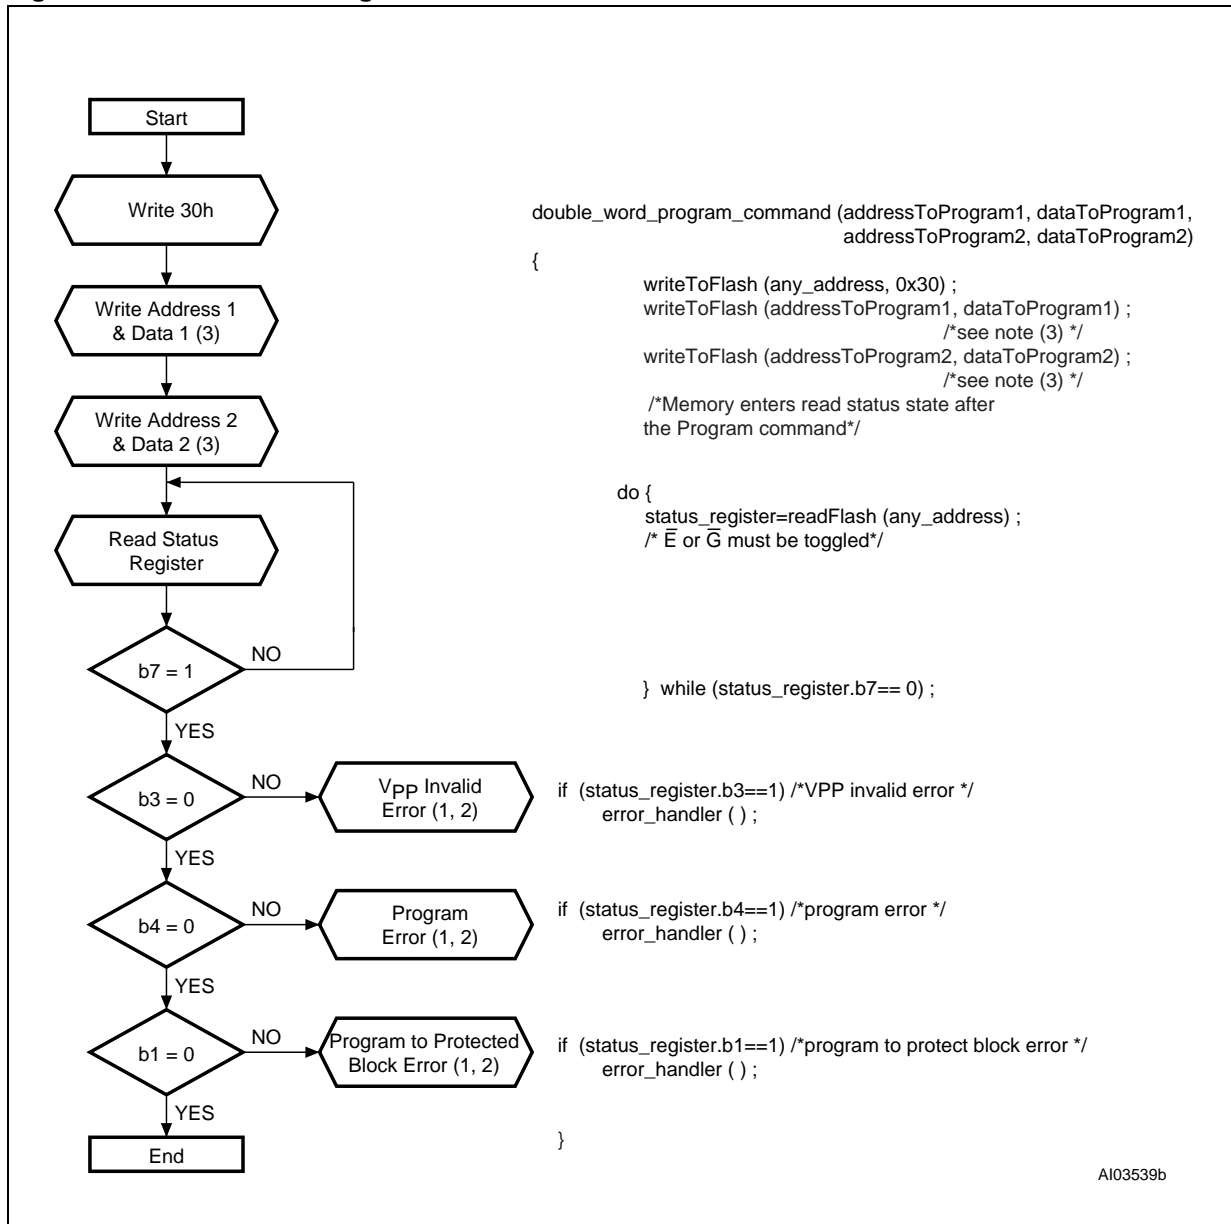 Start
Write 30h
Write Address 1
& Data 1 (3)
Write Address 2
& Data 2 (3)
Read Status
Register
b7 = 1
NO
YES
b3 = 0
NO
VPP Invalid
Error (1, 2)
YES
b4 = 0
NO
Program
Error (1, 2)
YES
b1 = 0
NO
Program to Protected
Block Error (1, 2)
YES
End
double_word_program_command (addressToProgram1, dataToProgram1,
addressToProgram2, dataToProgram2)
{
writeToFlash (any_address, 0x30) ;
writeToFlash (addressToProgram1, dataToProgram1) ;
/*see note (3) */
writeToFlash (addressToProgram2, dataToProgram2) ;
/*see note (3) */
/*Memory enters read status state after
the Program command*/
do {
status_register=readFlash (any_address) ;
/* E̅ or G̅ must be toggled*/
} while (status_register.b7== 0) ;
if (status_register.b3==1) /*VPP invalid error */
error_handler ( ) ;
if (status_register.b4==1) /*program error */
error_handler ( ) ;
if (status_register.b1==1) /*program to protect block error */
error_handler ( ) ;
}
AI03539b